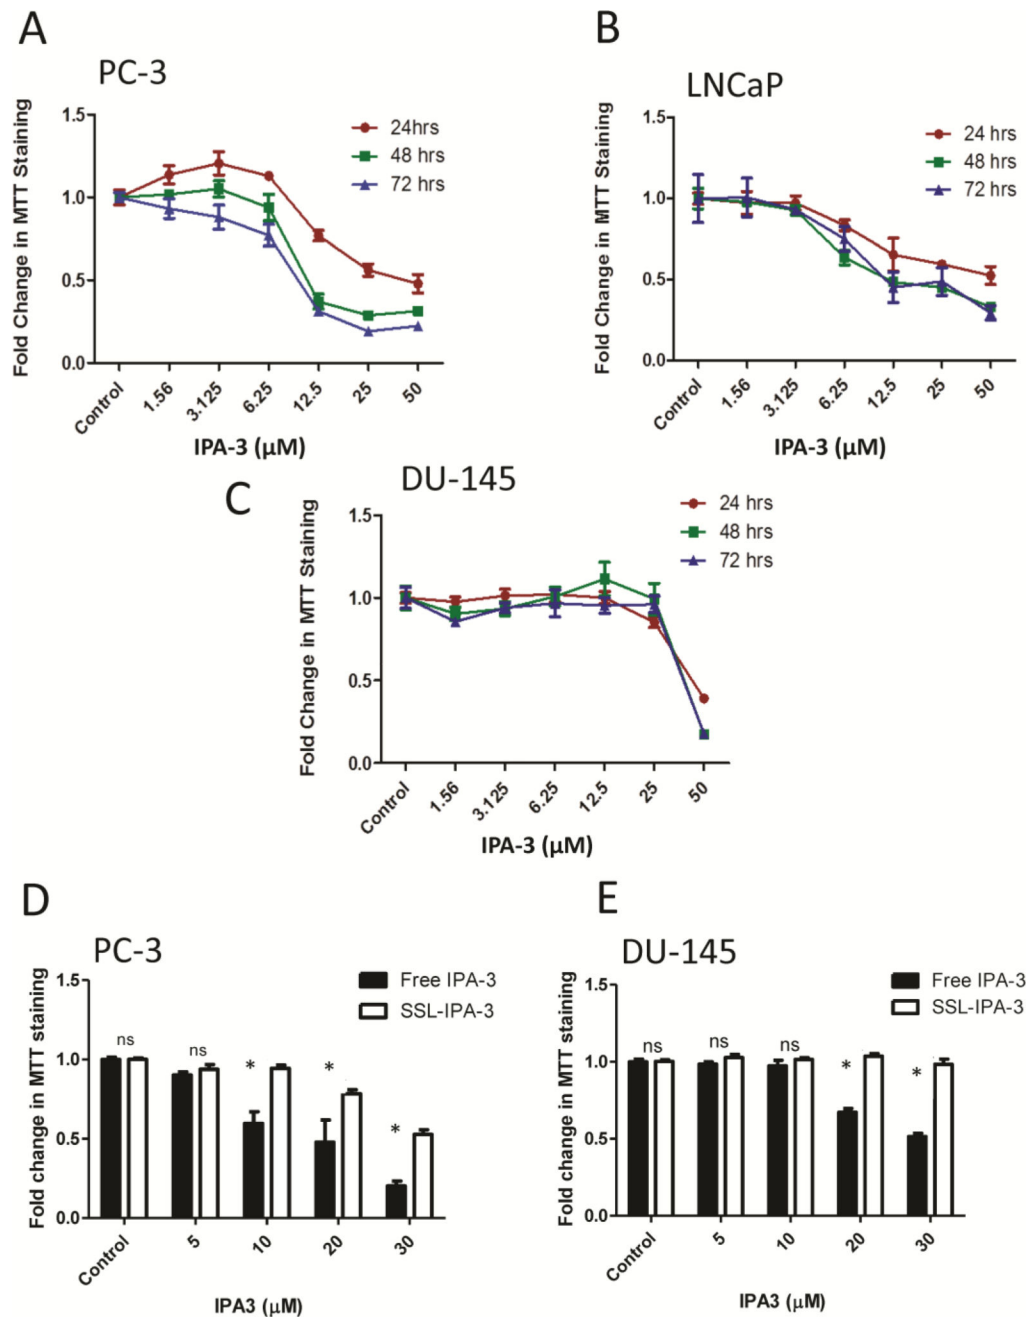 A
PC-3
Fold Change in MTT Staining
1.5
1.0
0.5
0.0
24hrs
48 hrs
72 hrs
Control
1.56
3.125
6.25
12.5
25
50
IPA-3 (μM)
B
LNCaP
Fold Change in MTT Staining
1.5
1.0
0.5
0.0
24 hrs
48 hrs
72 hrs
Control
1.56
3.125
6.25
12.5
25
50
IPA-3 (μM)
C
DU-145
Fold Change in MTT Staining
1.5
1.0
0.5
0.0
24 hrs
48 hrs
72 hrs
Control
1.56
3.125
6.25
12.5
25
50
IPA-3 (μM)
D
PC-3
Fold change in MTT staining
1.5
1.0
0.5
0.0
Free IPA-3
SSL-IPA-3
ns
ns
*
*
*
Control
5
10
20
30
IPA3 (μM)
E
DU-145
Fold change in MTT staining
1.5
1.0
0.5
0.0
Free IPA-3
SSL-IPA-3
ns
ns
ns
*
*
Control
5
10
20
30
IPA3 (μM)